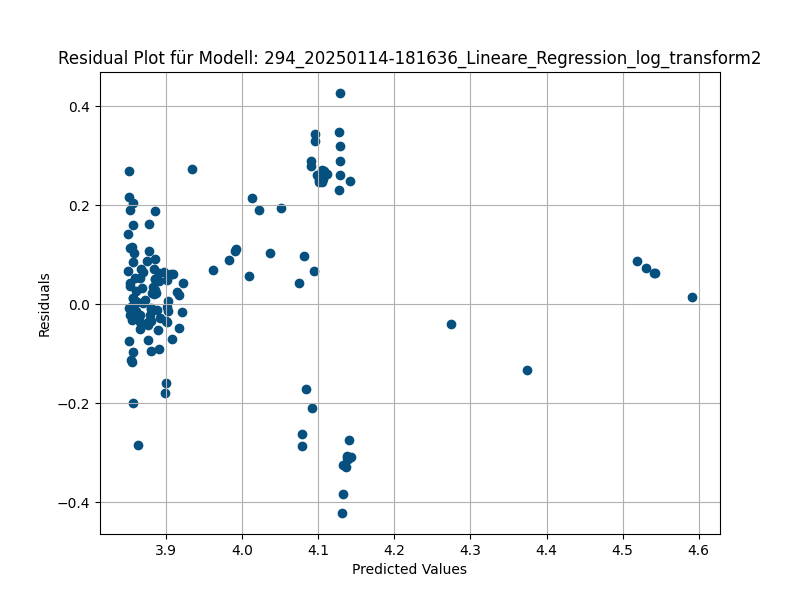 Residual Plot für Modell: 294_20250114-181636_Lineare_Regression_log_transform2
0.4
0.2
0.0
−0.2
−0.4
Residuals
3.9 4.0 4.1 4.2 4.3 4.4 4.5 4.6
Predicted Values